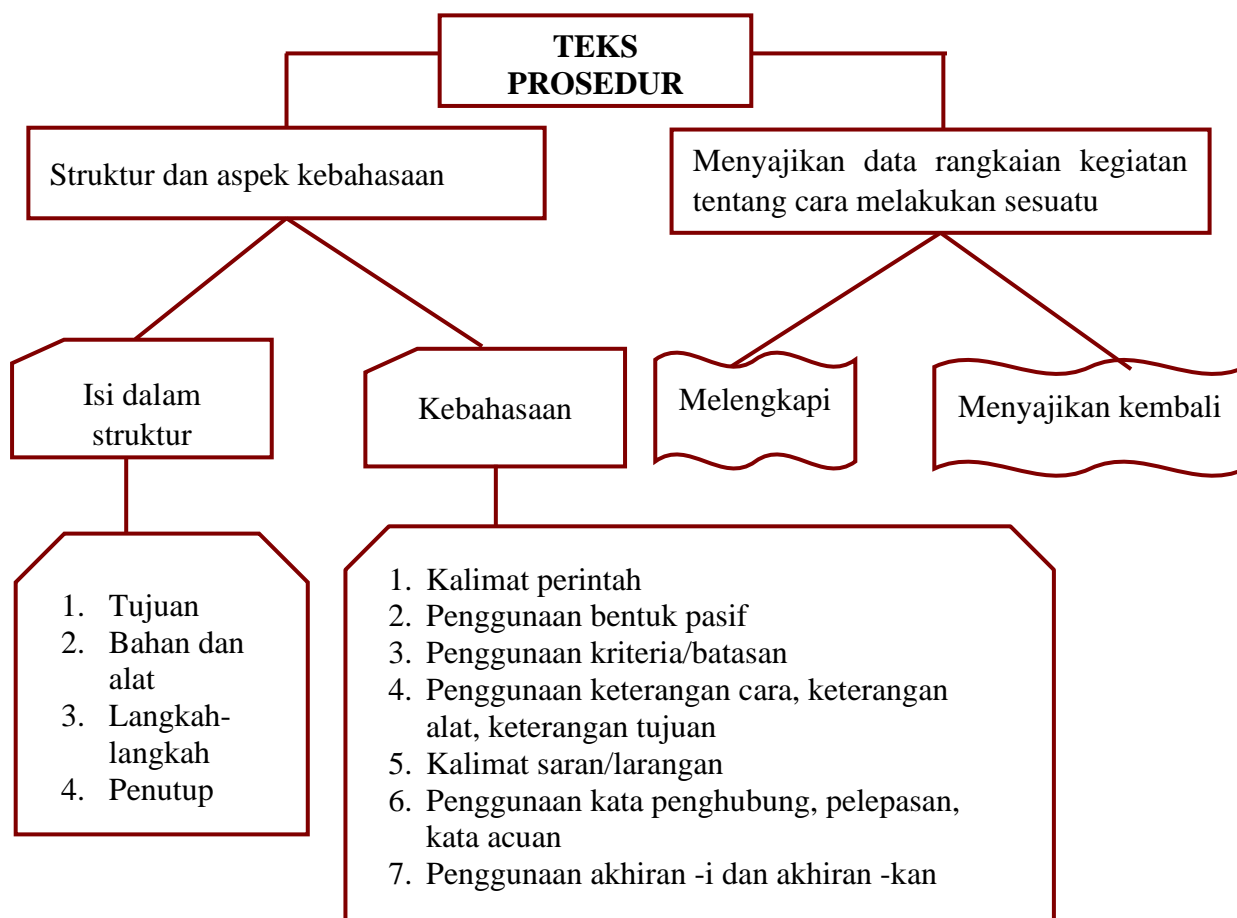 TEKS
PROSEDUR
Struktur dan aspek kebahasaan
Menyajikan data rangkaian kegiatan
tentang cara melakukan sesuatu
Isi dalam
struktur
Kebahasaan
Melengkapi
Menyajikan kembali
1. Tujuan
2. Bahan dan
alat
3. Langkah-
langkah
4. Penutup
1. Kalimat perintah
2. Penggunaan bentuk pasif
3. Penggunaan kriteria/batasan
4. Penggunaan keterangan cara, keterangan
alat, keterangan tujuan
5. Kalimat saran/larangan
6. Penggunaan kata penghubung, pelepasan,
kata acuan
7. Penggunaan akhiran -i dan akhiran -kan